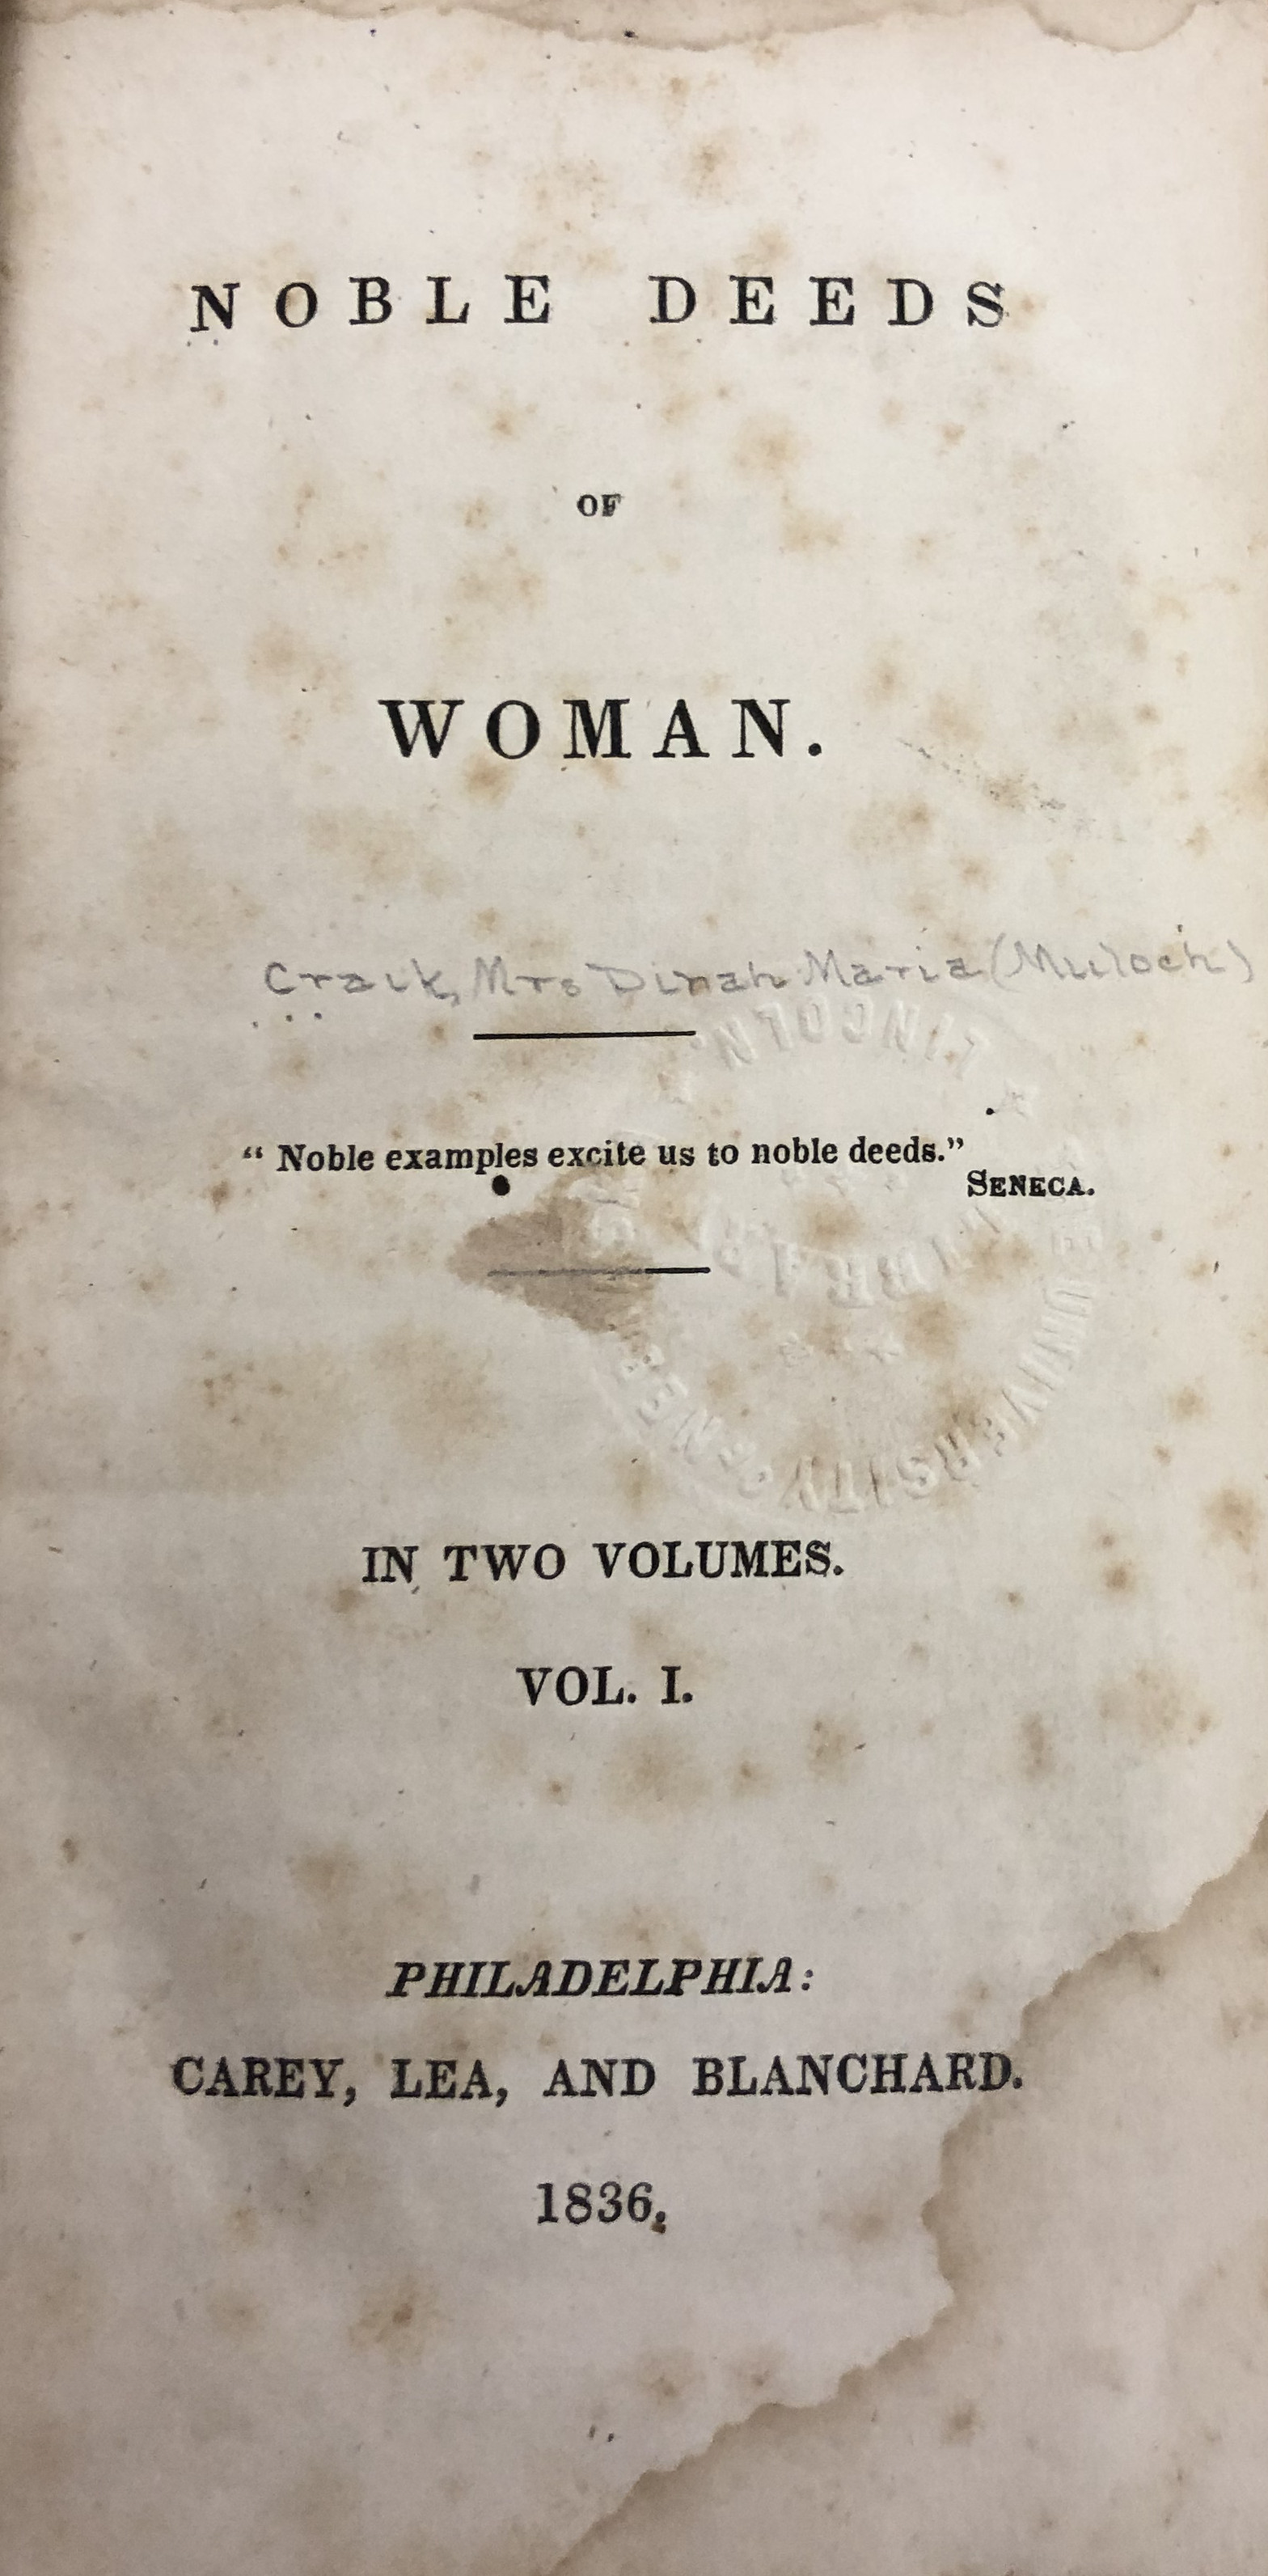 NOBLE DEEDS
OF
WOMAN.
Craik, Mrs Dinah Maria (Muloch)
“ Noble examples excite us to noble deeds.”
SENECA.
LINCOLN
UNIVERSITY
LIBRARY
IN TWO VOLUMES.
VOL. I.
PHILADELPHIA:
CAREY, LEA, AND BLANCHARD.
1836.